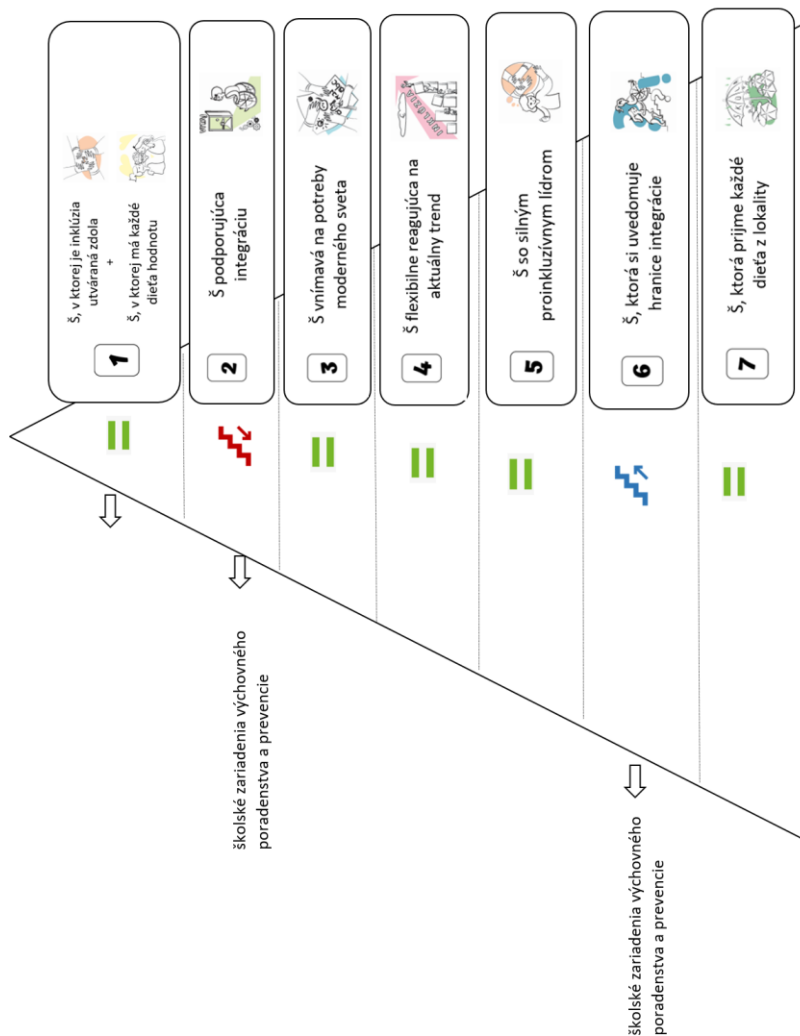 1
Š, v ktorej je inklúzia
utváraná zdola
+
Š, v ktorej má každé
dieťa hodnotu
2
Š podporujúca
integráciu
3
Š vnímavá na potreby
moderného sveta
4
Š flexibilne reagujúca na
aktuálny trend
INKLÚZIA
5
Š so silným
proinkluzívnym lídrom
6
Š, ktorá si uvedomuje
hranice integrácie
7
Š, ktorá prijme každé
dieťa z lokality
školské zariadenia výchovného
poradenstva a prevencie
školské zariadenia výchovného
poradenstva a prevencie